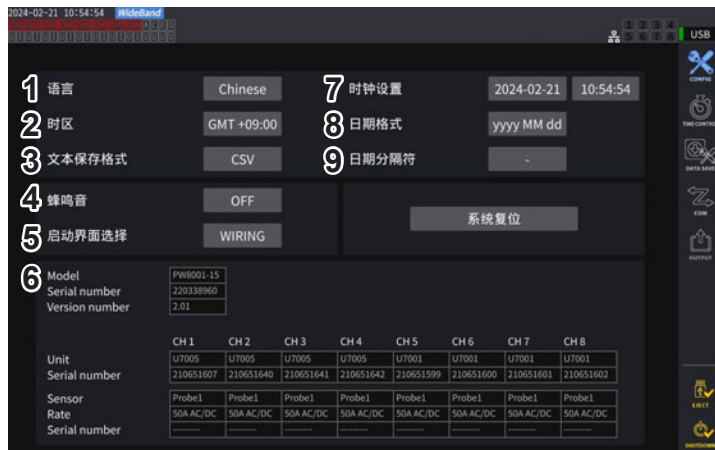 2024-02-21 10:54:54 WideBand
1 2 3 4
5 6 7 8
USB
CONFIG
TIME CONTROL
DATA SAVE
COM
OUTPUT
EJECT
SHUTDOWN
1 语言 Chinese
2 时区 GMT +09:00
3 文本保存格式 CSV
4 蜂鸣音 OFF
5 启动界面选择 WIRING
7 时钟设置 2024-02-21 10:54:54
8 日期格式 yyyy MM dd
9 日期分隔符 -
系统复位
6 Model PW8001-15
Serial number 220338960
Version number 2.01
CH 1 CH 2 CH 3 CH 4 CH 5 CH 6 CH 7 CH 8
Unit U7005 U7005 U7005 U7005 U7001 U7001 U7001 U7001
Serial number 210651607 210651640 210651641 210651642 210651599 210651600 210651601 210651602
Sensor Probe1 Probe1 Probe1 Probe1 Probe1 Probe1 Probe1 Probe1
Rate 50A AC/DC 50A AC/DC 50A AC/DC 50A AC/DC 50A AC/DC 50A AC/DC 50A AC/DC 50A AC/DC
Serial number --------- --------- --------- --------- --------- --------- --------- ---------